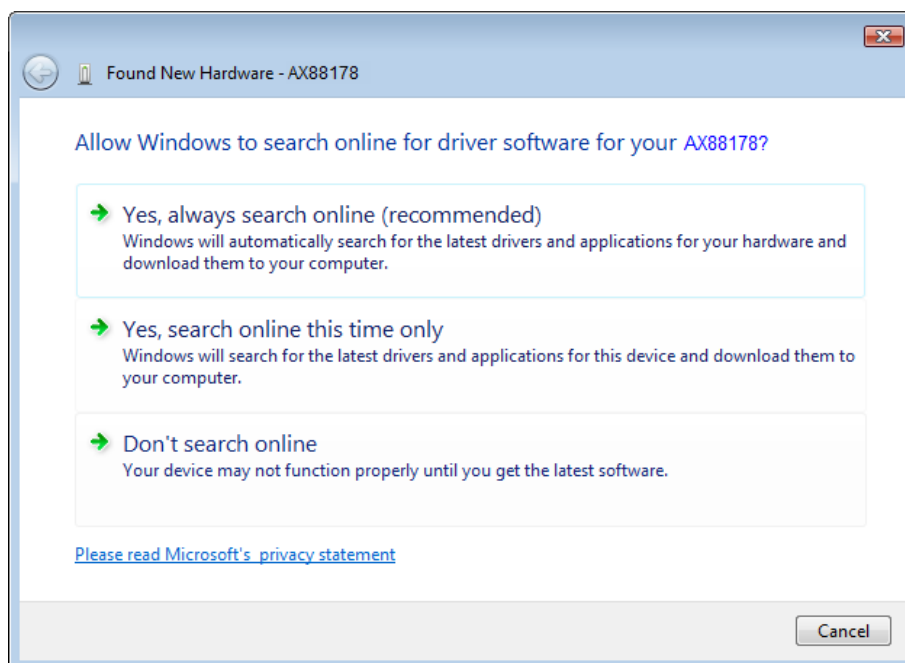 Found New Hardware - AX88178
Allow Windows to search online for driver software for your AX88178?
Yes, always search online (recommended)
Windows will automatically search for the latest drivers and applications for your hardware and
download them to your computer.
Yes, search online this time only
Windows will search for the latest drivers and applications for this device and download them to
your computer.
Don't search online
Your device may not function properly until you get the latest software.
Please read Microsoft's privacy statement
Cancel